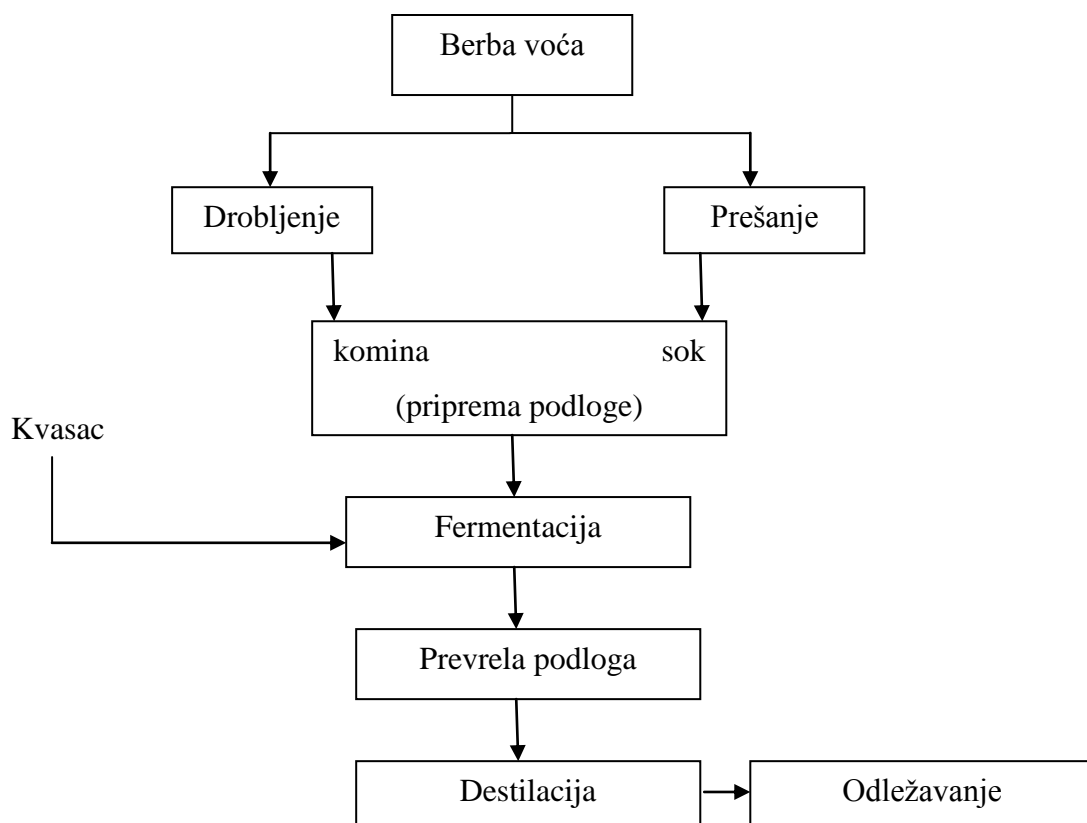 Berba voća
Drobljenje
Prešanje
komina sok
(priprema podloge)
Kvasac
Fermentacija
Prevrela podloga
Destilacija
Odležavanje